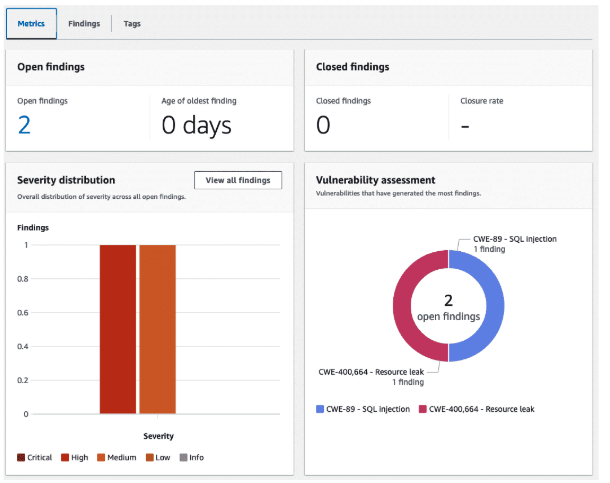 Metrics
Findings
Tags
Open findings
Open findings
2
Age of oldest finding
0 days
Closed findings
Closed findings
0
Closure rate
-
Severity distribution
View all findings
Overall distribution of severity across all open findings.
Findings
1
0.8
0.6
0.4
0.2
0
Severity
Critical
High
Medium
Low
Info
Vulnerability assessment
Vulnerabilities that have generated the most findings.
CWE-89 - SQL injection
1 finding
2
open findings
CWE-400,664 - Resource leak
1 finding
CWE-89 - SQL injection
CWE-400,664 - Resource leak